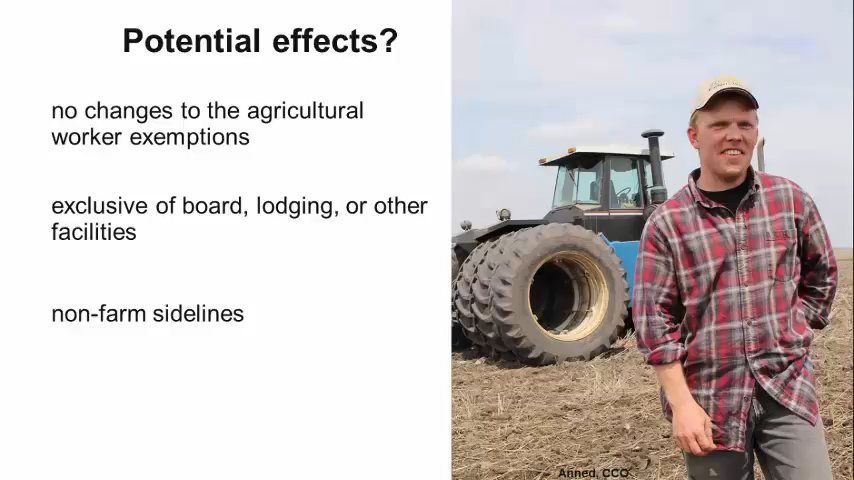 Potential effects?
no changes to the agricultural
worker exemptions
exclusive of board, lodging, or other
facilities
non-farm sidelines
Anned, CCO